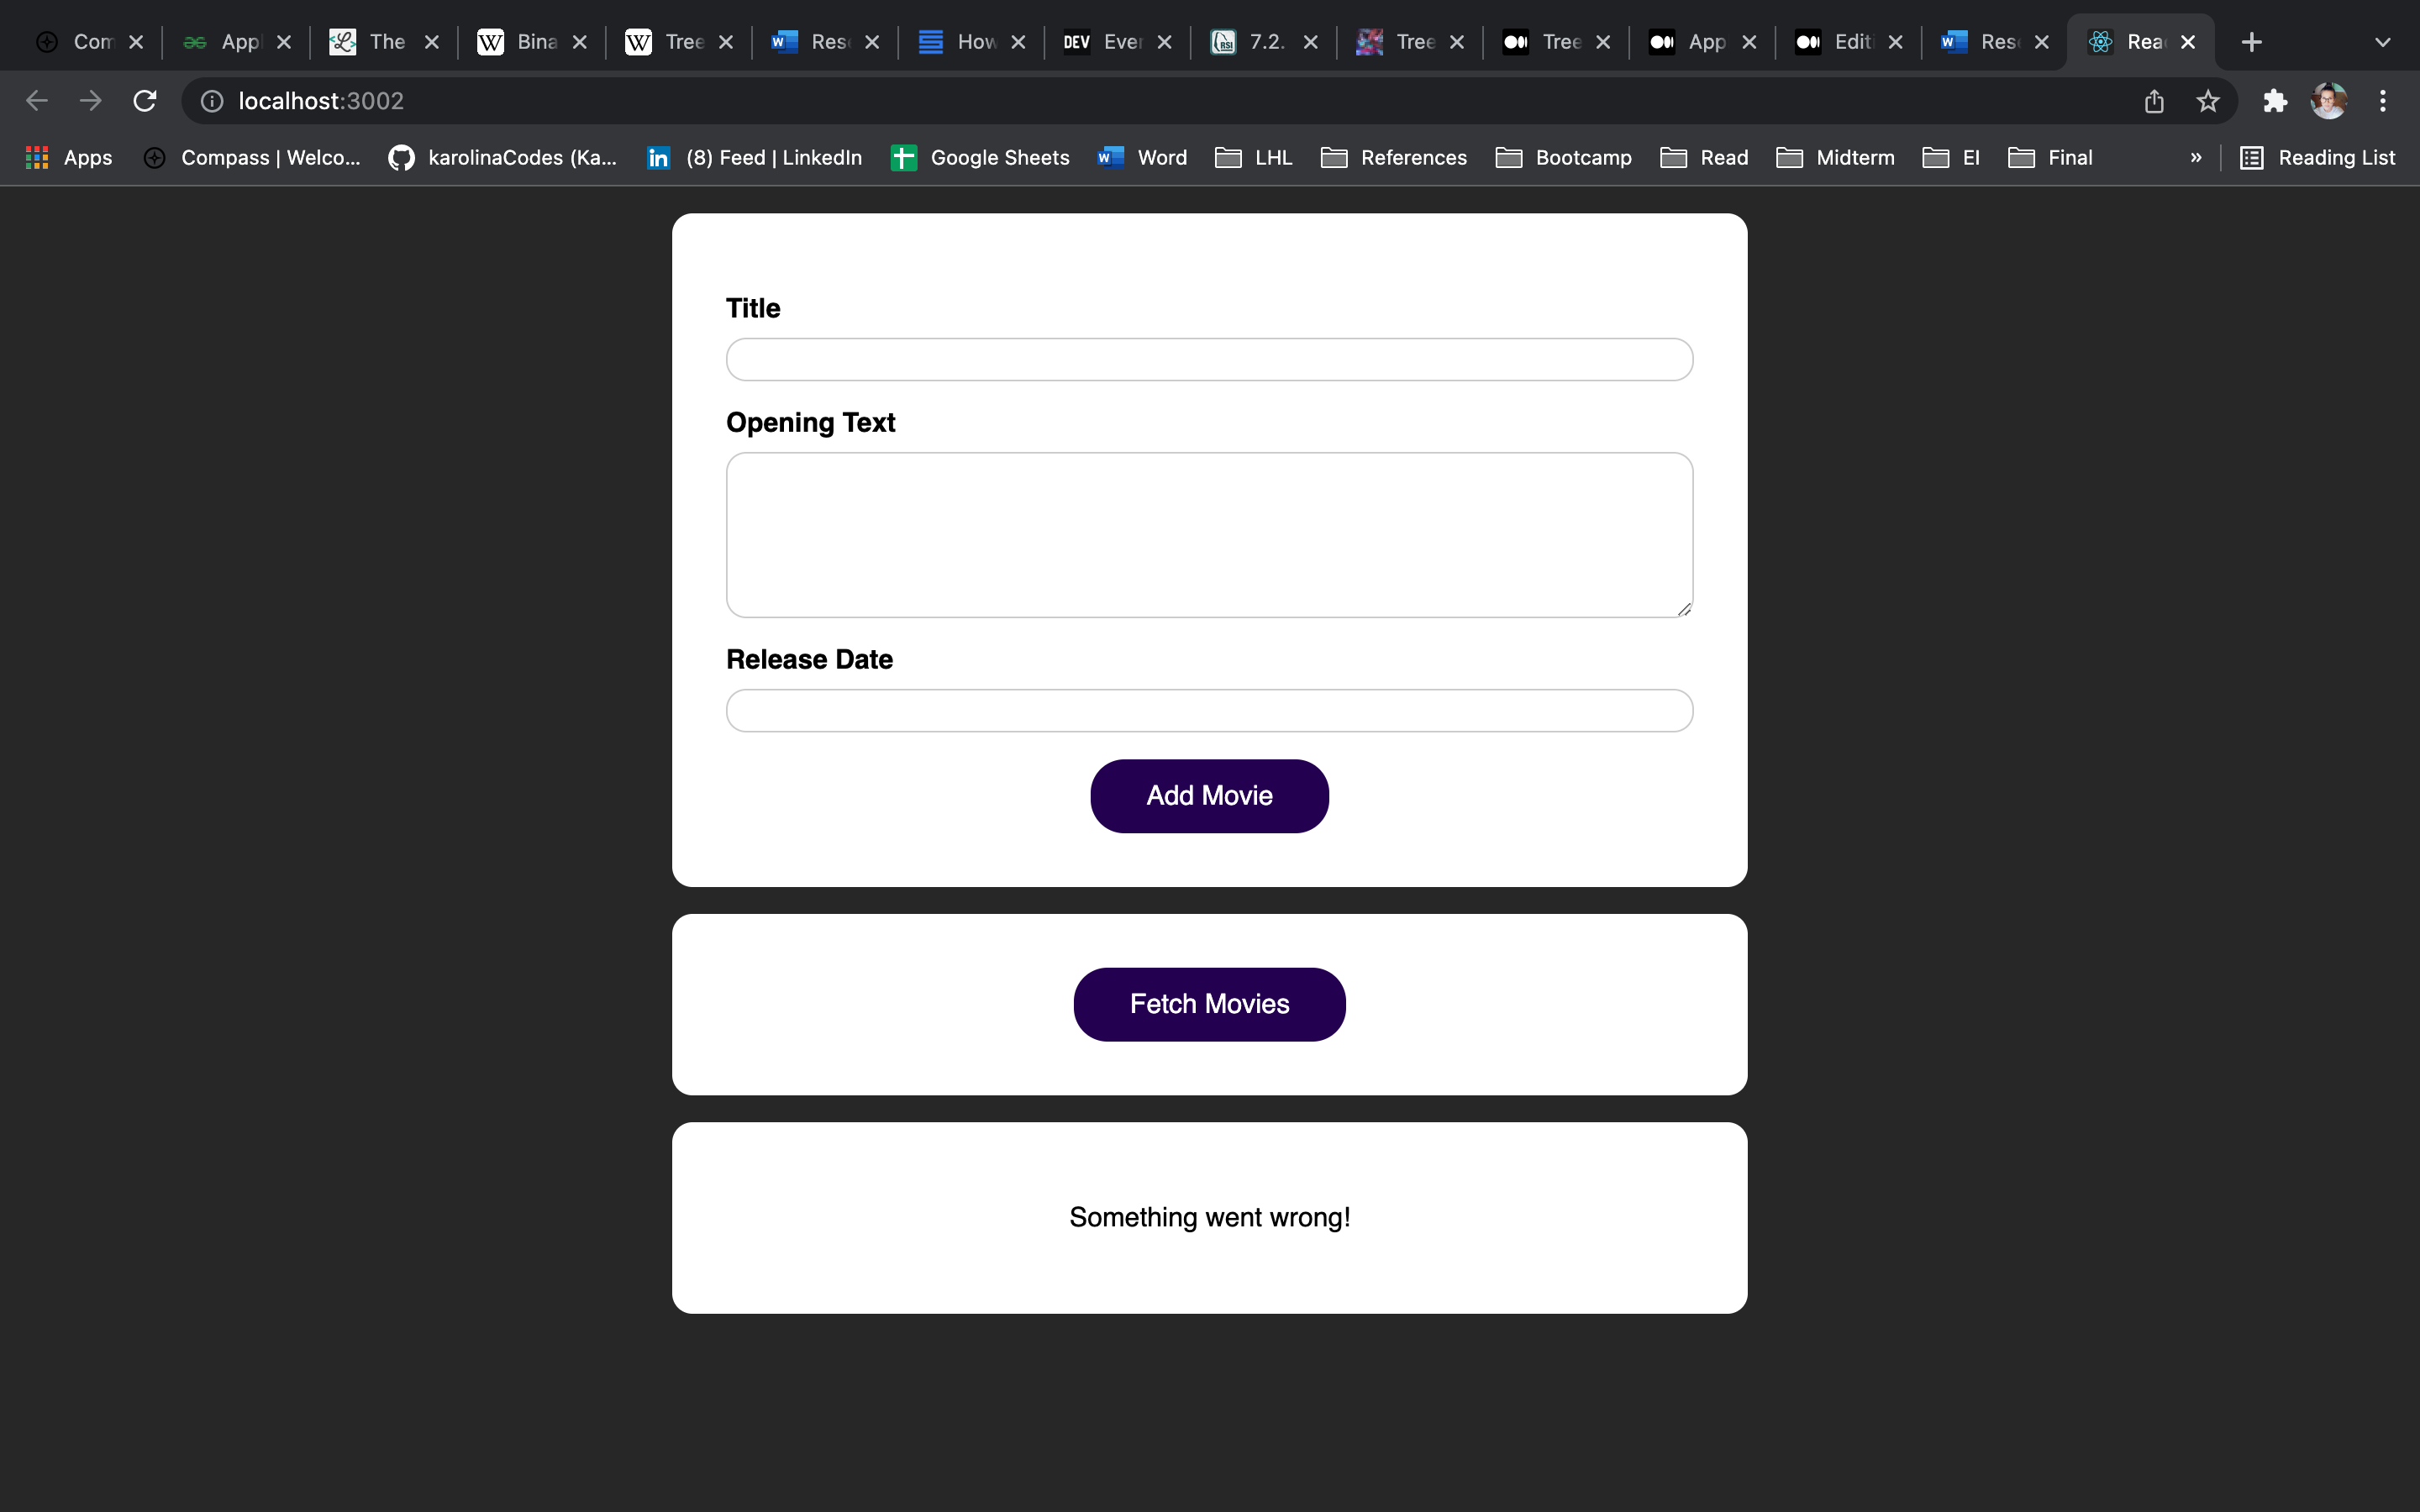 Com App The Bina Tree Res How DEV Ever RSI 7.2. Tree Tree App Edit Res Rea
localhost:3002
Apps Compass | Welco... karolinaCodes (Ka... (8) Feed | LinkedIn Google Sheets Word LHL References Bootcamp Read Midterm EI Final » Reading List
Title
Opening Text
Release Date
Add Movie
Fetch Movies
Something went wrong!